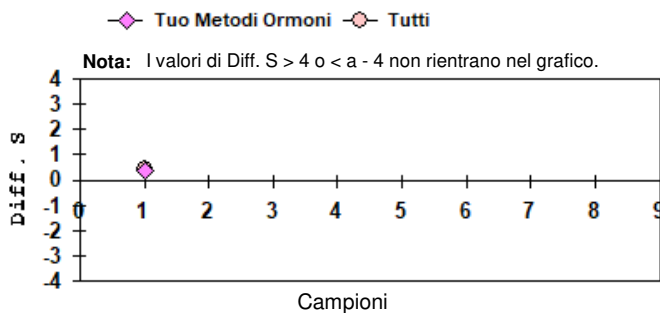 Tuo Metodi Ormoni Tutti
Nota: I valori di Diff. S > 4 o < a - 4 non rientrano nel grafico.
4
3
2
1
0
-1
-2
-3
-4
Diff. S
0 1 2 3 4 5 6 7 8 9
Campioni